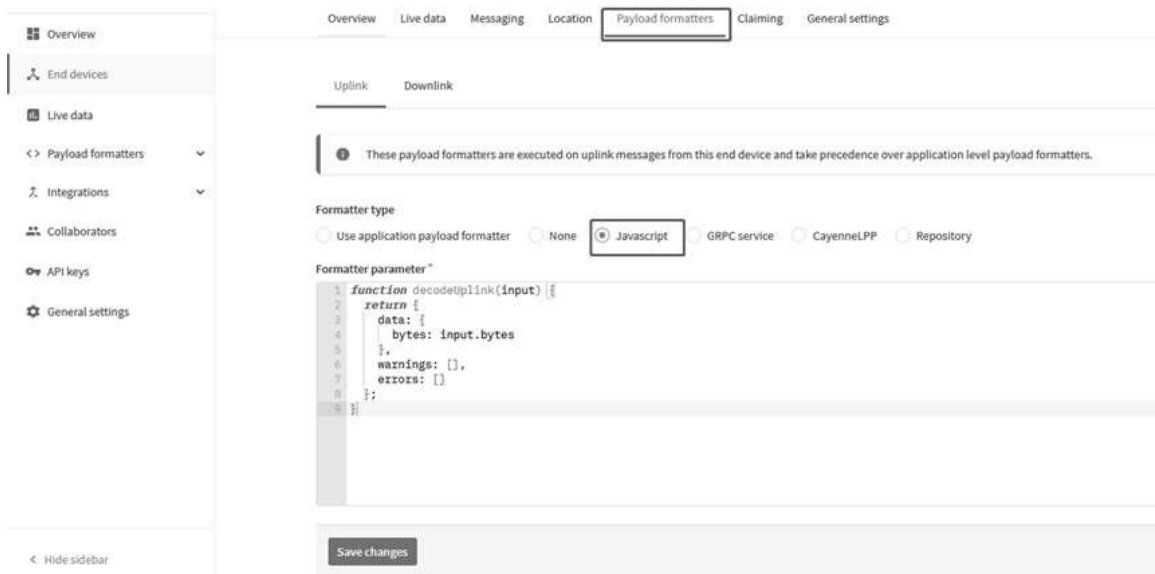 Overview Live data Messaging Location Payload formatters Claiming General settings
Overview
End devices
Live data
Payload formatters
Integrations
Collaborators
API keys
General settings
Hide sidebar
Uplink Downlink
These payload formatters are executed on uplink messages from this end device and take precedence over application level payload formatters.
Formatter type
Use application payload formatter None Javascript GRPC service CayenneLPP Repository
Formatter parameter *
1 function decodeUplink(input) {
2 return {
3 data: {
4 bytes: input.bytes
5 },
6 warnings: [],
7 errors: []
8 };
9 }
Save changes